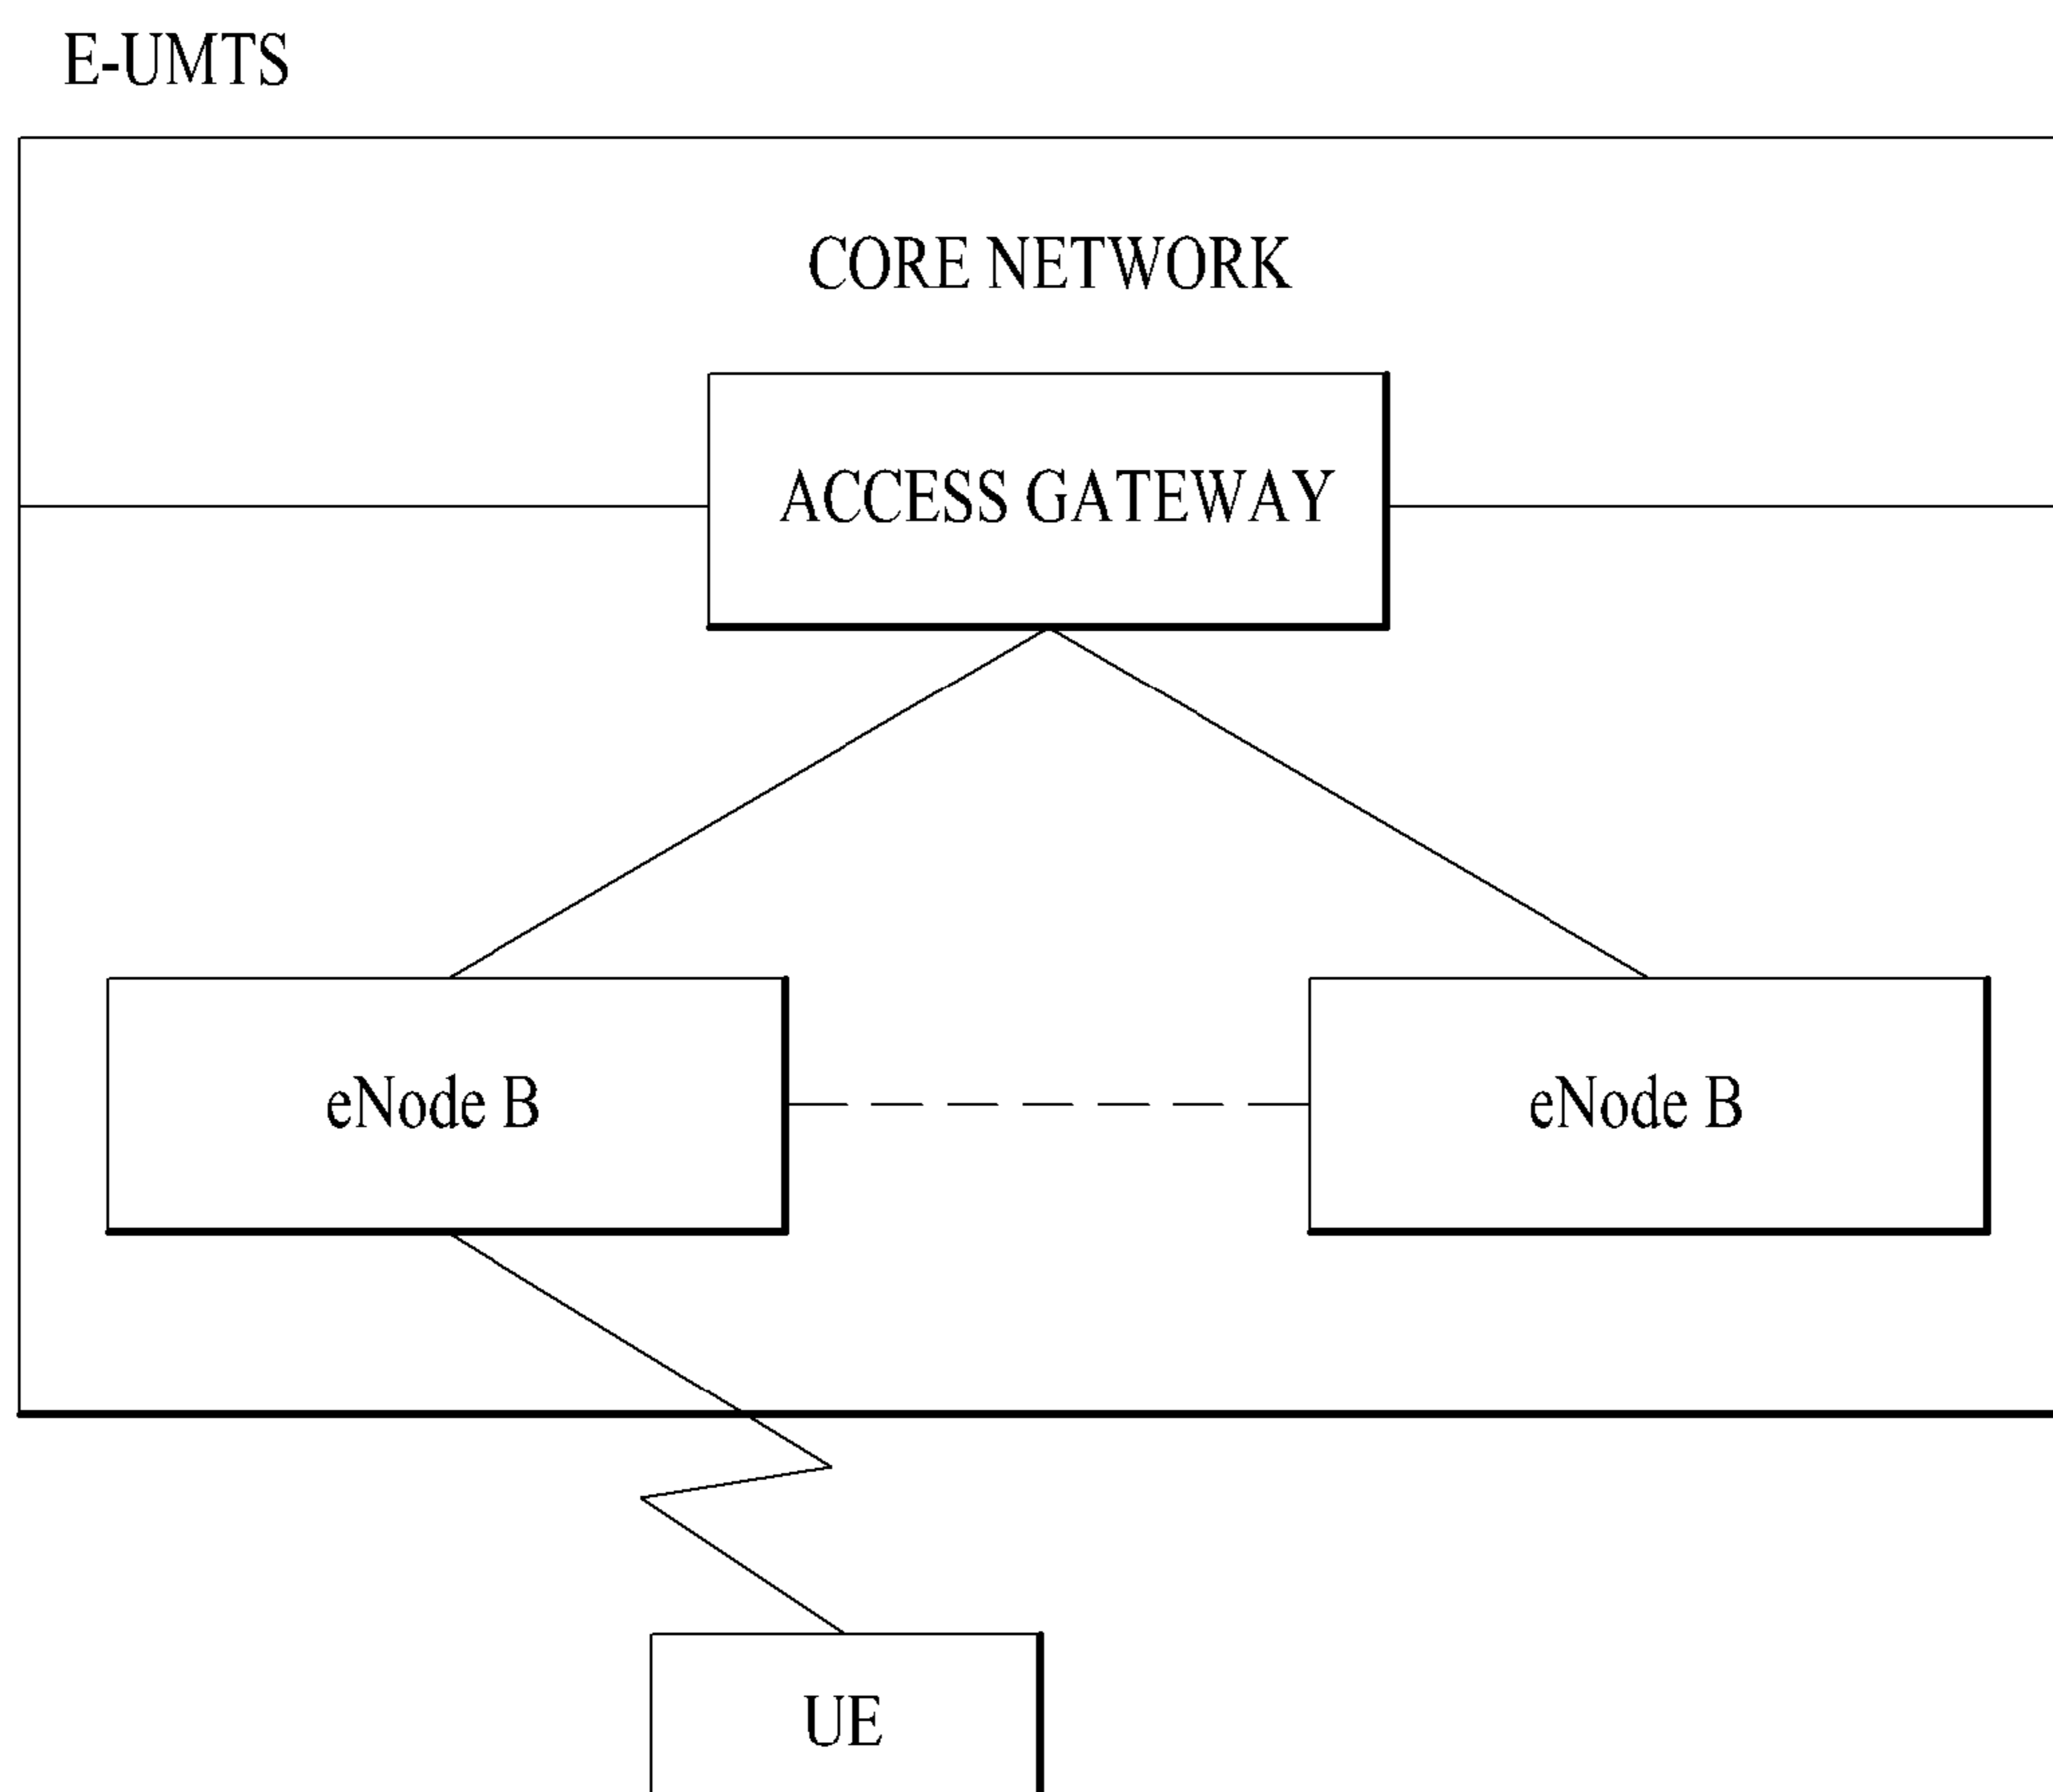 E-UMTS
CORE NETWORK
ACCESS GATEWAY
eNode B
eNode B
UE